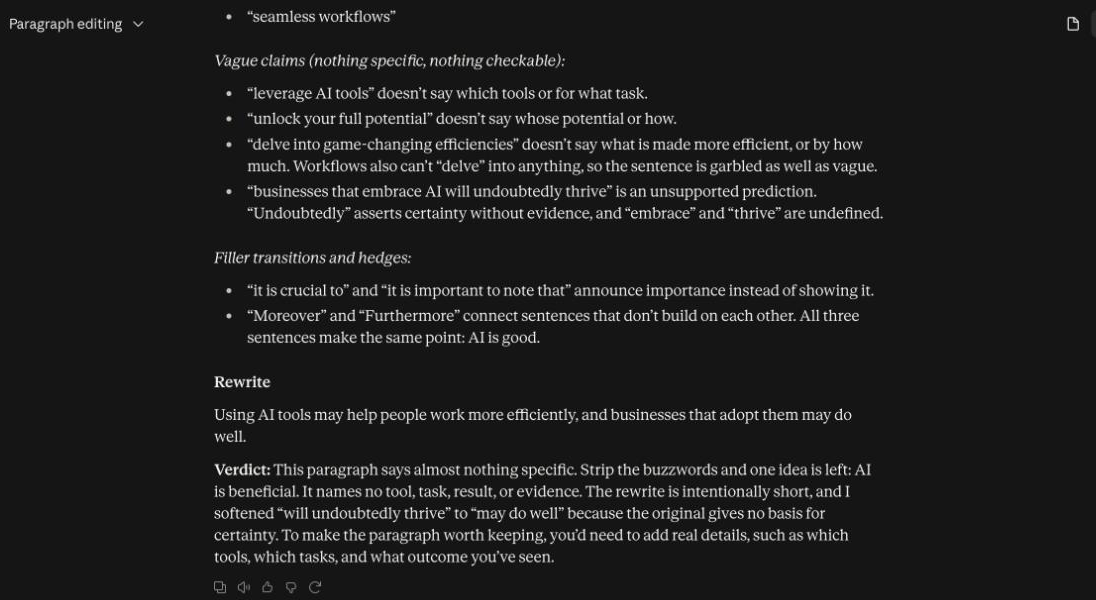 Paragraph editing
• “seamless workflows”
Vague claims (nothing specific, nothing checkable):
• “leverage AI tools” doesn’t say which tools or for what task.
• “unlock your full potential” doesn’t say whose potential or how.
• “delve into game-changing efficiencies” doesn’t say what is made more efficient, or by how
much. Workflows also can’t “delve” into anything, so the sentence is garbled as well as vague.
• “businesses that embrace AI will undoubtedly thrive” is an unsupported prediction.
“Undoubtedly” asserts certainty without evidence, and “embrace” and “thrive” are undefined.
Filler transitions and hedges:
• “it is crucial to” and “it is important to note that” announce importance instead of showing it.
• “Moreover” and “Furthermore” connect sentences that don’t build on each other. All three
sentences make the same point: AI is good.
Rewrite
Using AI tools may help people work more efficiently, and businesses that adopt them may do
well.
Verdict: This paragraph says almost nothing specific. Strip the buzzwords and one idea is left: AI
is beneficial. It names no tool, task, result, or evidence. The rewrite is intentionally short, and I
softened “will undoubtedly thrive” to “may do well” because the original gives no basis for
certainty. To make the paragraph worth keeping, you’d need to add real details, such as which
tools, which tasks, and what outcome you’ve seen.